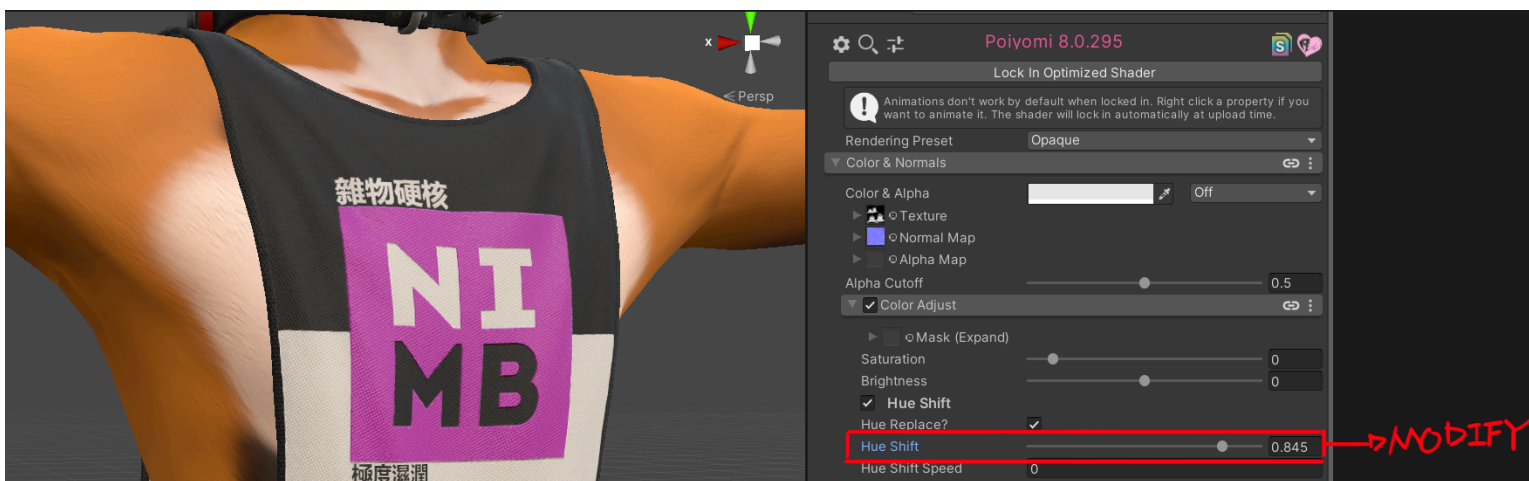 雜物硬核
NI
MB
極度濕潤
x
Persp
Poiyomi 8.0.295
S
Lock In Optimized Shader
Animations don't work by default when locked in. Right click a property if you
want to animate it. The shader will lock in automatically at upload time.
Rendering Preset Opaque
Color & Normals
Color & Alpha Off
Texture
Normal Map
Alpha Map
Alpha Cutoff 0.5
Color Adjust
Mask (Expand)
Saturation 0
Brightness 0
Hue Shift
Hue Replace?
Hue Shift 0.845
MODIFY
Hue Shift Speed 0